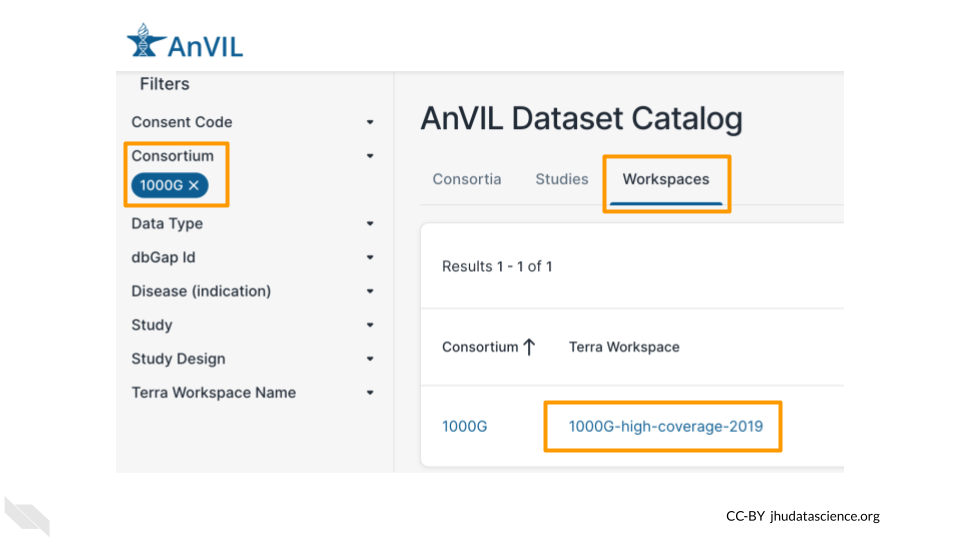 AnVIL
Filters
Consent Code
Consortium
1000G ×
Data Type
dbGap Id
Disease (indication)
Study
Study Design
Terra Workspace Name
AnVIL Dataset Catalog
Consortia Studies Workspaces
Results 1 - 1 of 1
Consortium ↑ Terra Workspace
1000G 1000G-high-coverage-2019
CC-BY jhudatascience.org